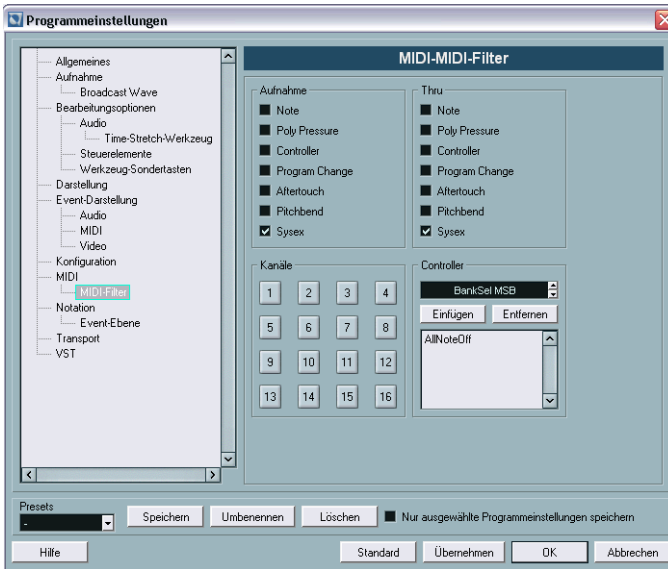 Programmeinstellungen
Allgemeines
Aufnahme
Broadcast Wave
Bearbeitungsoptionen
Audio
Time-Stretch-Werkzeug
Steuerelemente
Werkzeug-Sondertasten
Darstellung
Event-Darstellung
Audio
MIDI
Video
Konfiguration
MIDI
MIDI-Filter
Notation
Event-Ebene
Transport
VST
MIDI-MIDI-Filter
Aufnahme
Note
Poly Pressure
Controller
Program Change
Aftertouch
Pitchbend
Sysex
Thru
Note
Poly Pressure
Controller
Program Change
Aftertouch
Pitchbend
Sysex
Kanäle
1 2 3 4
5 6 7 8
9 10 11 12
13 14 15 16
Controller
BankSel MSB
Einfügen Entfernen
AllNoteOff
Presets
-
Speichern Umbenennen Löschen Nur ausgewählte Programmeinstellungen speichern
Hilfe Standard Übernehmen OK Abbrechen